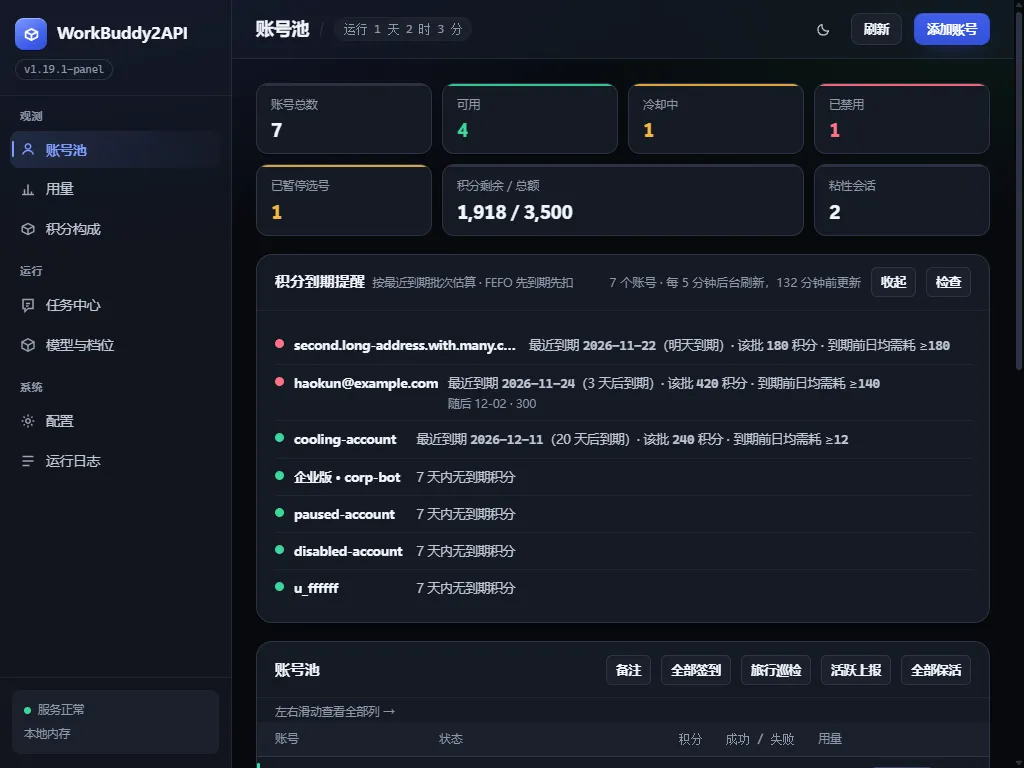 WorkBuddy2API
v1.19.1-panel
观测
账号池
用量
积分构成
运行
任务中心
模型与档位
系统
配置
运行日志
服务正常
本地内存
账号池 / 运行 1 天 2 时 3 分
刷新
添加账号
账号总数
7
可用
4
冷却中
1
已禁用
1
已暂停选号
1
积分剩余 / 总额
1,918 / 3,500
粘性会话
2
积分到期提醒 按最近到期批次估算 · FEFO 先到期先扣 7 个账号 · 每 5 分钟后台刷新，132 分钟前更新 收起 检查
second.long-address.with.many.c... 最近到期 2026-11-22（明天到期）· 该批 180 积分 · 到期前日均需耗 ≥180
haokun@example.com 最近到期 2026-11-24（3 天后到期）· 该批 420 积分 · 到期前日均需耗 ≥140
随后 12-02 · 300
cooling-account 最近到期 2026-12-11（20 天后到期）· 该批 240 积分 · 到期前日均需耗 ≥12
企业版 • corp-bot 7 天内无到期积分
paused-account 7 天内无到期积分
disabled-account 7 天内无到期积分
u_ffffff 7 天内无到期积分
账号池 备注 全部签到 旅行巡检 活跃上报 全部保活
左右滑动查看全部列 →
账号 状态 积分 成功 / 失败 用量